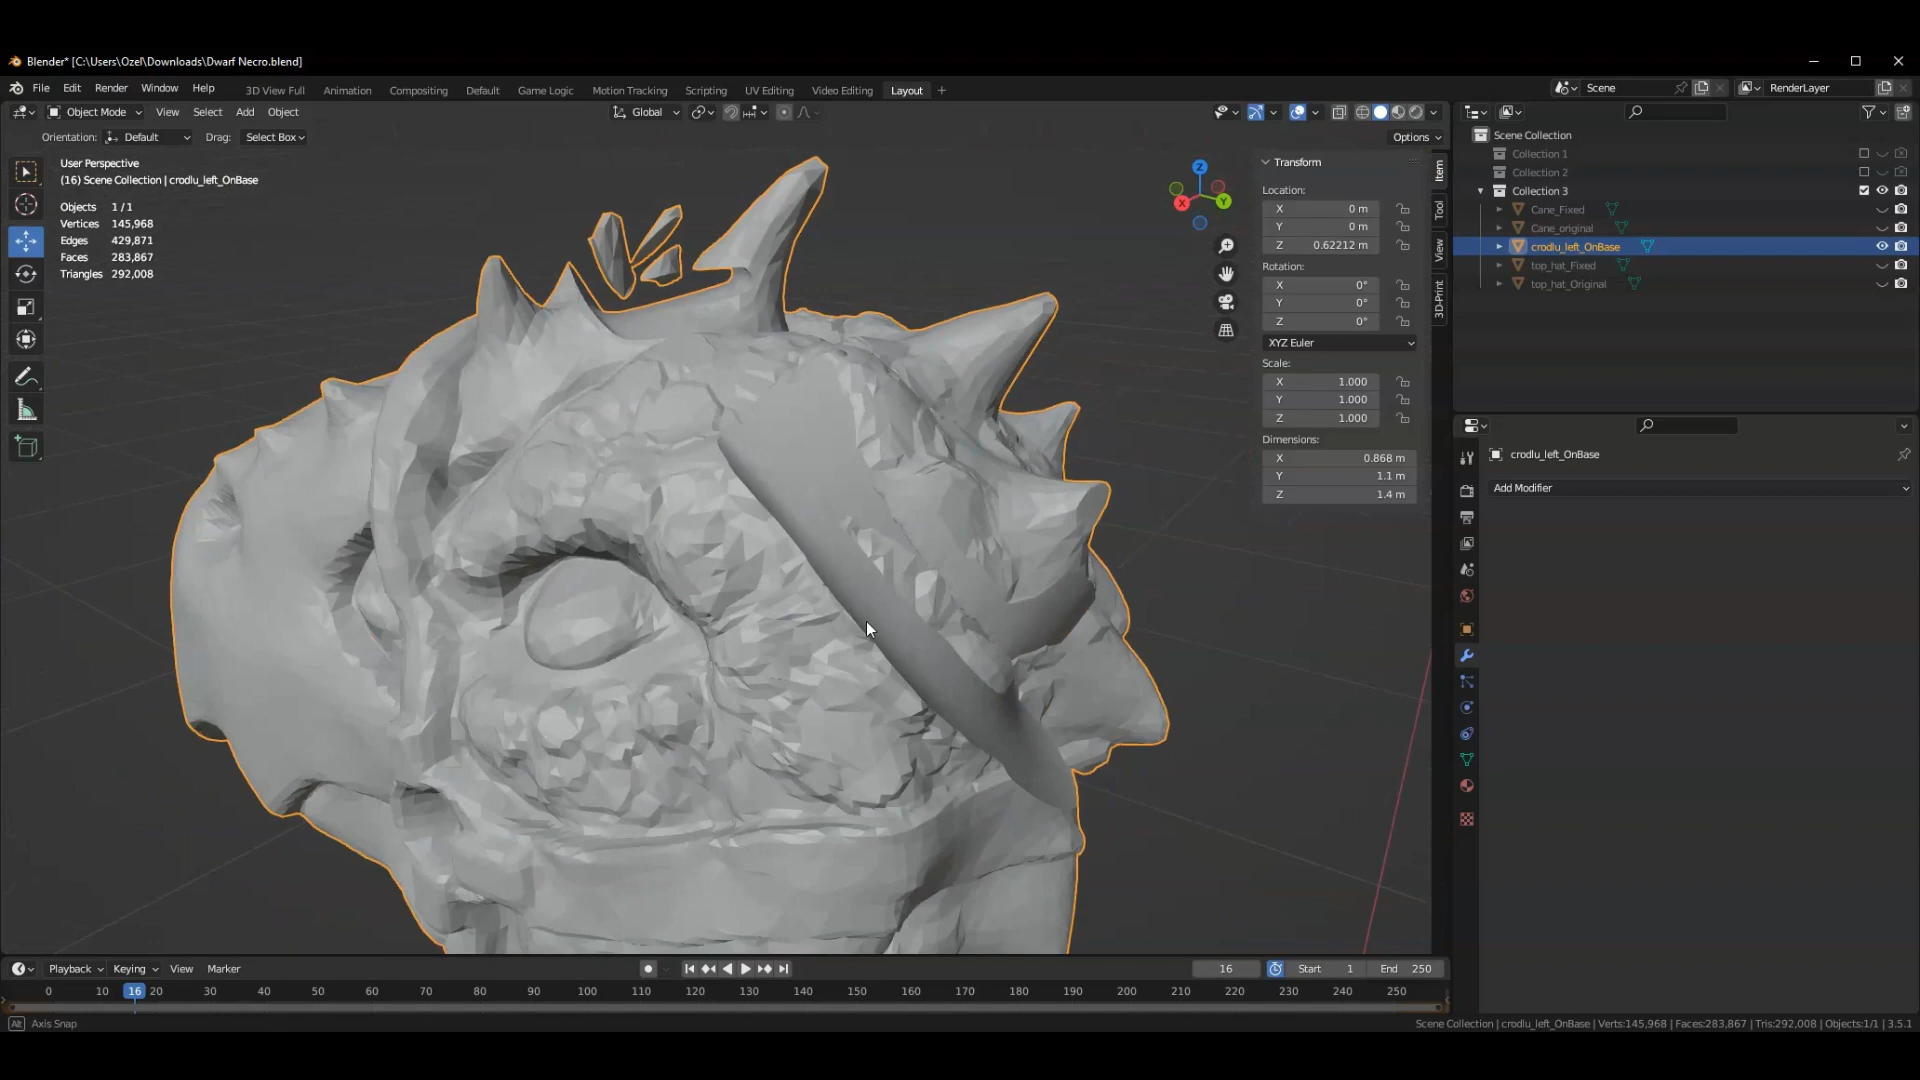 Blender* [C:\Users\Ozel\Downloads\Dwarf Necro.blend]
File Edit Render Window Help 3D View Full Animation Compositing Default Game Logic Motion Tracking Scripting UV Editing Video Editing Layout + Scene RenderLayer
Object Mode View Select Add Object Global
Orientation: Default Drag: Select Box Options
User Perspective
(16) Scene Collection | crodlu_left_OnBase
Objects 1/1
Vertices 145,968
Edges 429,871
Faces 283,867
Triangles 292,008
Z
X
Y
Transform
Location:
X 0 m
Y 0 m
Z 0.62212 m
Rotation:
X 0°
Y 0°
Z 0°
XYZ Euler
Scale:
X 1.000
Y 1.000
Z 1.000
Dimensions:
X 0.868 m
Y 1.1 m
Z 1.4 m
Item
Tool
View
3D-Print
Scene Collection
Collection 1
Collection 2
Collection 3
Cane_Fixed
Cane_original
crodlu_left_OnBase
top_hat_Fixed
top_hat_Original
crodlu_left_OnBase
Add Modifier
Playback Keying View Marker 16 Start 1 End 250
0 10 16 20 30 40 50 60 70 80 90 100 110 120 130 140 150 160 170 180 190 200 210 220 230 240 250
Alt Axis Snap
Scene Collection | crodlu_left_OnBase | Verts:145,968 | Faces:283,867 | Tris:292,008 | Objects:1/1 | 3.5.1